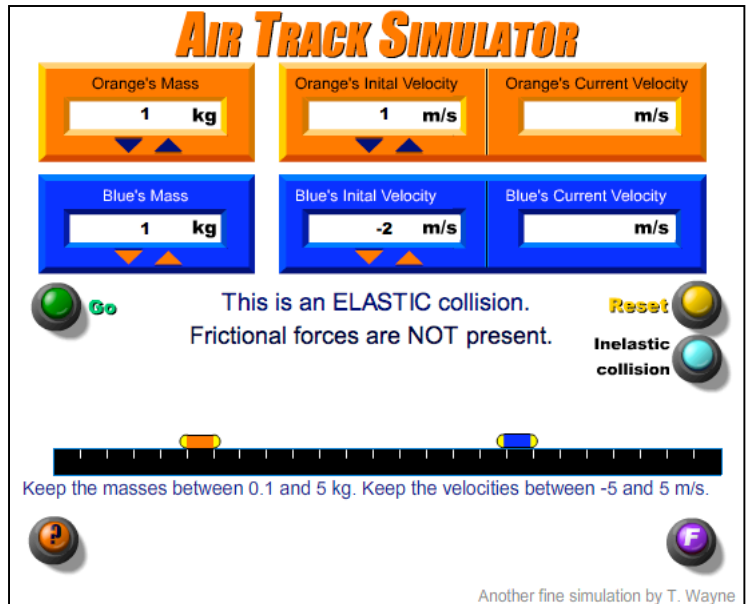 AIR TRACK SIMULATOR
Orange's Mass
1 kg
Orange's Inital Velocity
1 m/s
Orange's Current Velocity
m/s
Blue's Mass
1 kg
Blue's Inital Velocity
-2 m/s
Blue's Current Velocity
m/s
Go
This is an ELASTIC collision.
Frictional forces are NOT present.
Reset
Inelastic
collision
Keep the masses between 0.1 and 5 kg. Keep the velocities between -5 and 5 m/s.
?
F
Another fine simulation by T. Wayne